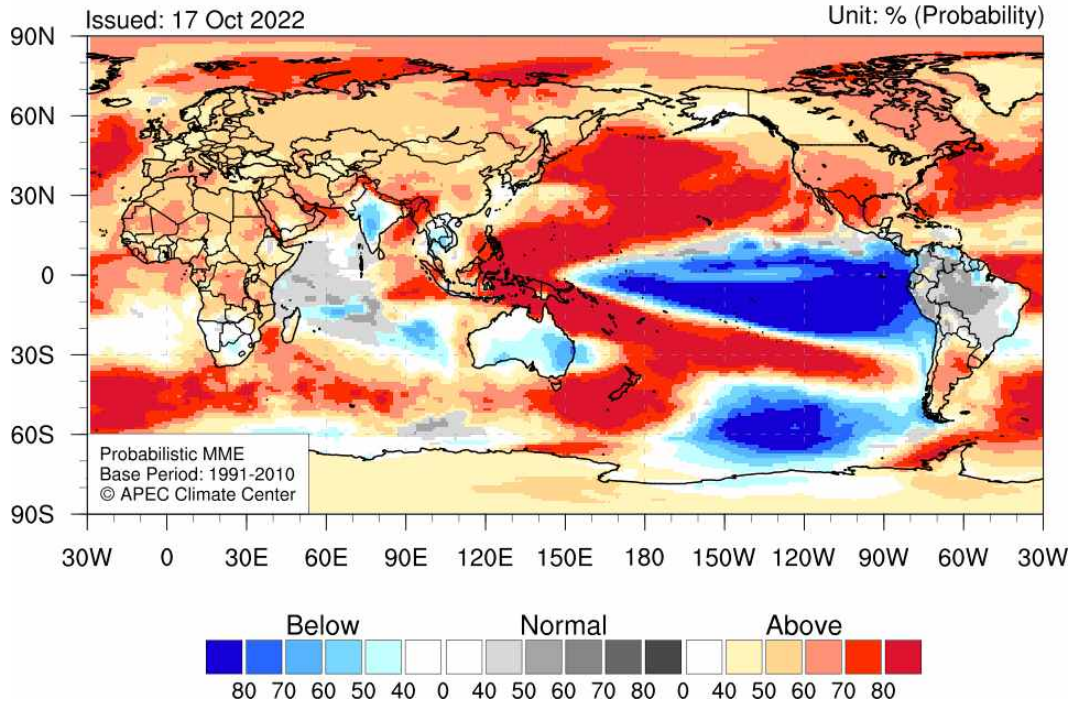 Issued: 17 Oct 2022 Unit: % (Probability)
90N
60N
30N
0
30S
60S
90S
Probabilistic MME
Base Period: 1991-2010
© APEC Climate Center
30W 0 30E 60E 90E 120E 150E 180 150W 120W 90W 60W 30W
Below Normal Above
80 70 60 50 40 0 40 50 60 70 80 0 40 50 60 70 80